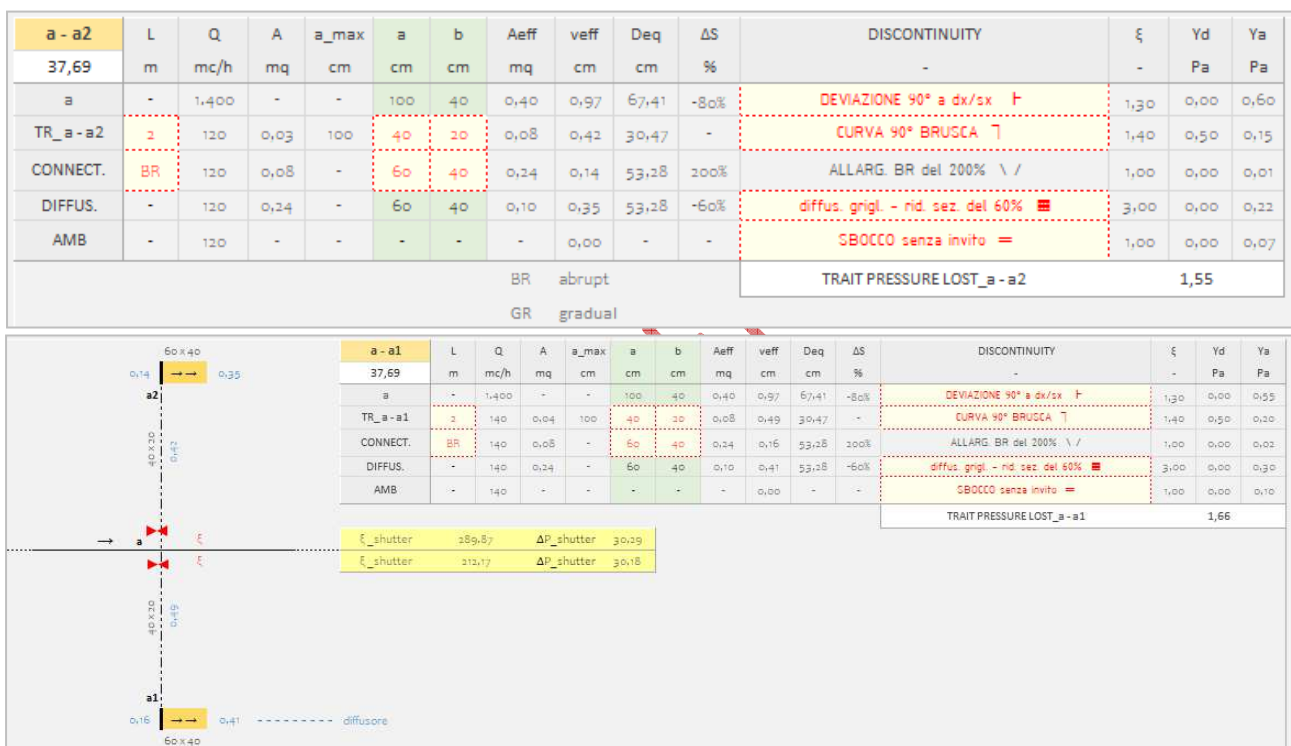 a - a2 L Q A a_max a b Aeff veff Deq ΔS DISCONTINUITY ξ Yd Ya
37,69 m mc/h mq cm cm cm mq cm cm % - - Pa Pa
a - 1.400 - - 100 40 0,40 0,97 67,41 -80% DEVIAZIONE 90° a dx/sx 1,30 0,00 0,60
TR_a - a2 2 120 0,03 100 40 20 0,08 0,42 30,47 - CURVA 90° BRUSCA 1,40 0,50 0,15
CONNECT. BR 120 0,08 - 60 40 0,24 0,14 53,28 200% ALLARG. BR del 200% \ / 1,00 0,00 0,01
DIFFUS. - 120 0,24 - 60 40 0,10 0,35 53,28 -60% diffus. grigl. - rid. sez. del 60% 3,00 0,00 0,22
AMB - 120 - - - - - 0,00 - - SBOCCO senza invito = 1,00 0,00 0,07
BR abrupt TRAIT PRESSURE LOST_a - a2 1,55
GR gradual
60 x 40
0,14 →→ 0,35
a2
40 x 20
0,42
→ a ξ
ξ
40 x 20
0,49
a1
0,16 →→ 0,41 - - - - - - - - - diffusore
60 x 40
a - a1 L Q A a_max a b Aeff veff Deq ΔS DISCONTINUITY ξ Yd Ya
37,69 m mc/h mq cm cm cm mq cm cm % - - Pa Pa
a - 1.400 - - 100 40 0,40 0,97 67,41 -80% DEVIAZIONE 90° a dx/sx 1,30 0,00 0,55
TR_a - a1 2 140 0,04 100 40 20 0,08 0,49 30,47 - CURVA 90° BRUSCA 1,40 0,50 0,20
CONNECT. BR 140 0,08 - 60 40 0,24 0,16 53,28 200% ALLARG. BR del 200% \ / 1,00 0,00 0,02
DIFFUS. - 140 0,24 - 60 40 0,10 0,41 53,28 -60% diffus. grigl. - rid. sez. del 60% 3,00 0,00 0,30
AMB - 140 - - - - - 0,00 - - SBOCCO senza invito = 1,00 0,00 0,10
TRAIT PRESSURE LOST_a - a1 1,66
ξ_shutter 289,87 ΔP_shutter 30,29
ξ_shutter 212,17 ΔP_shutter 30,18